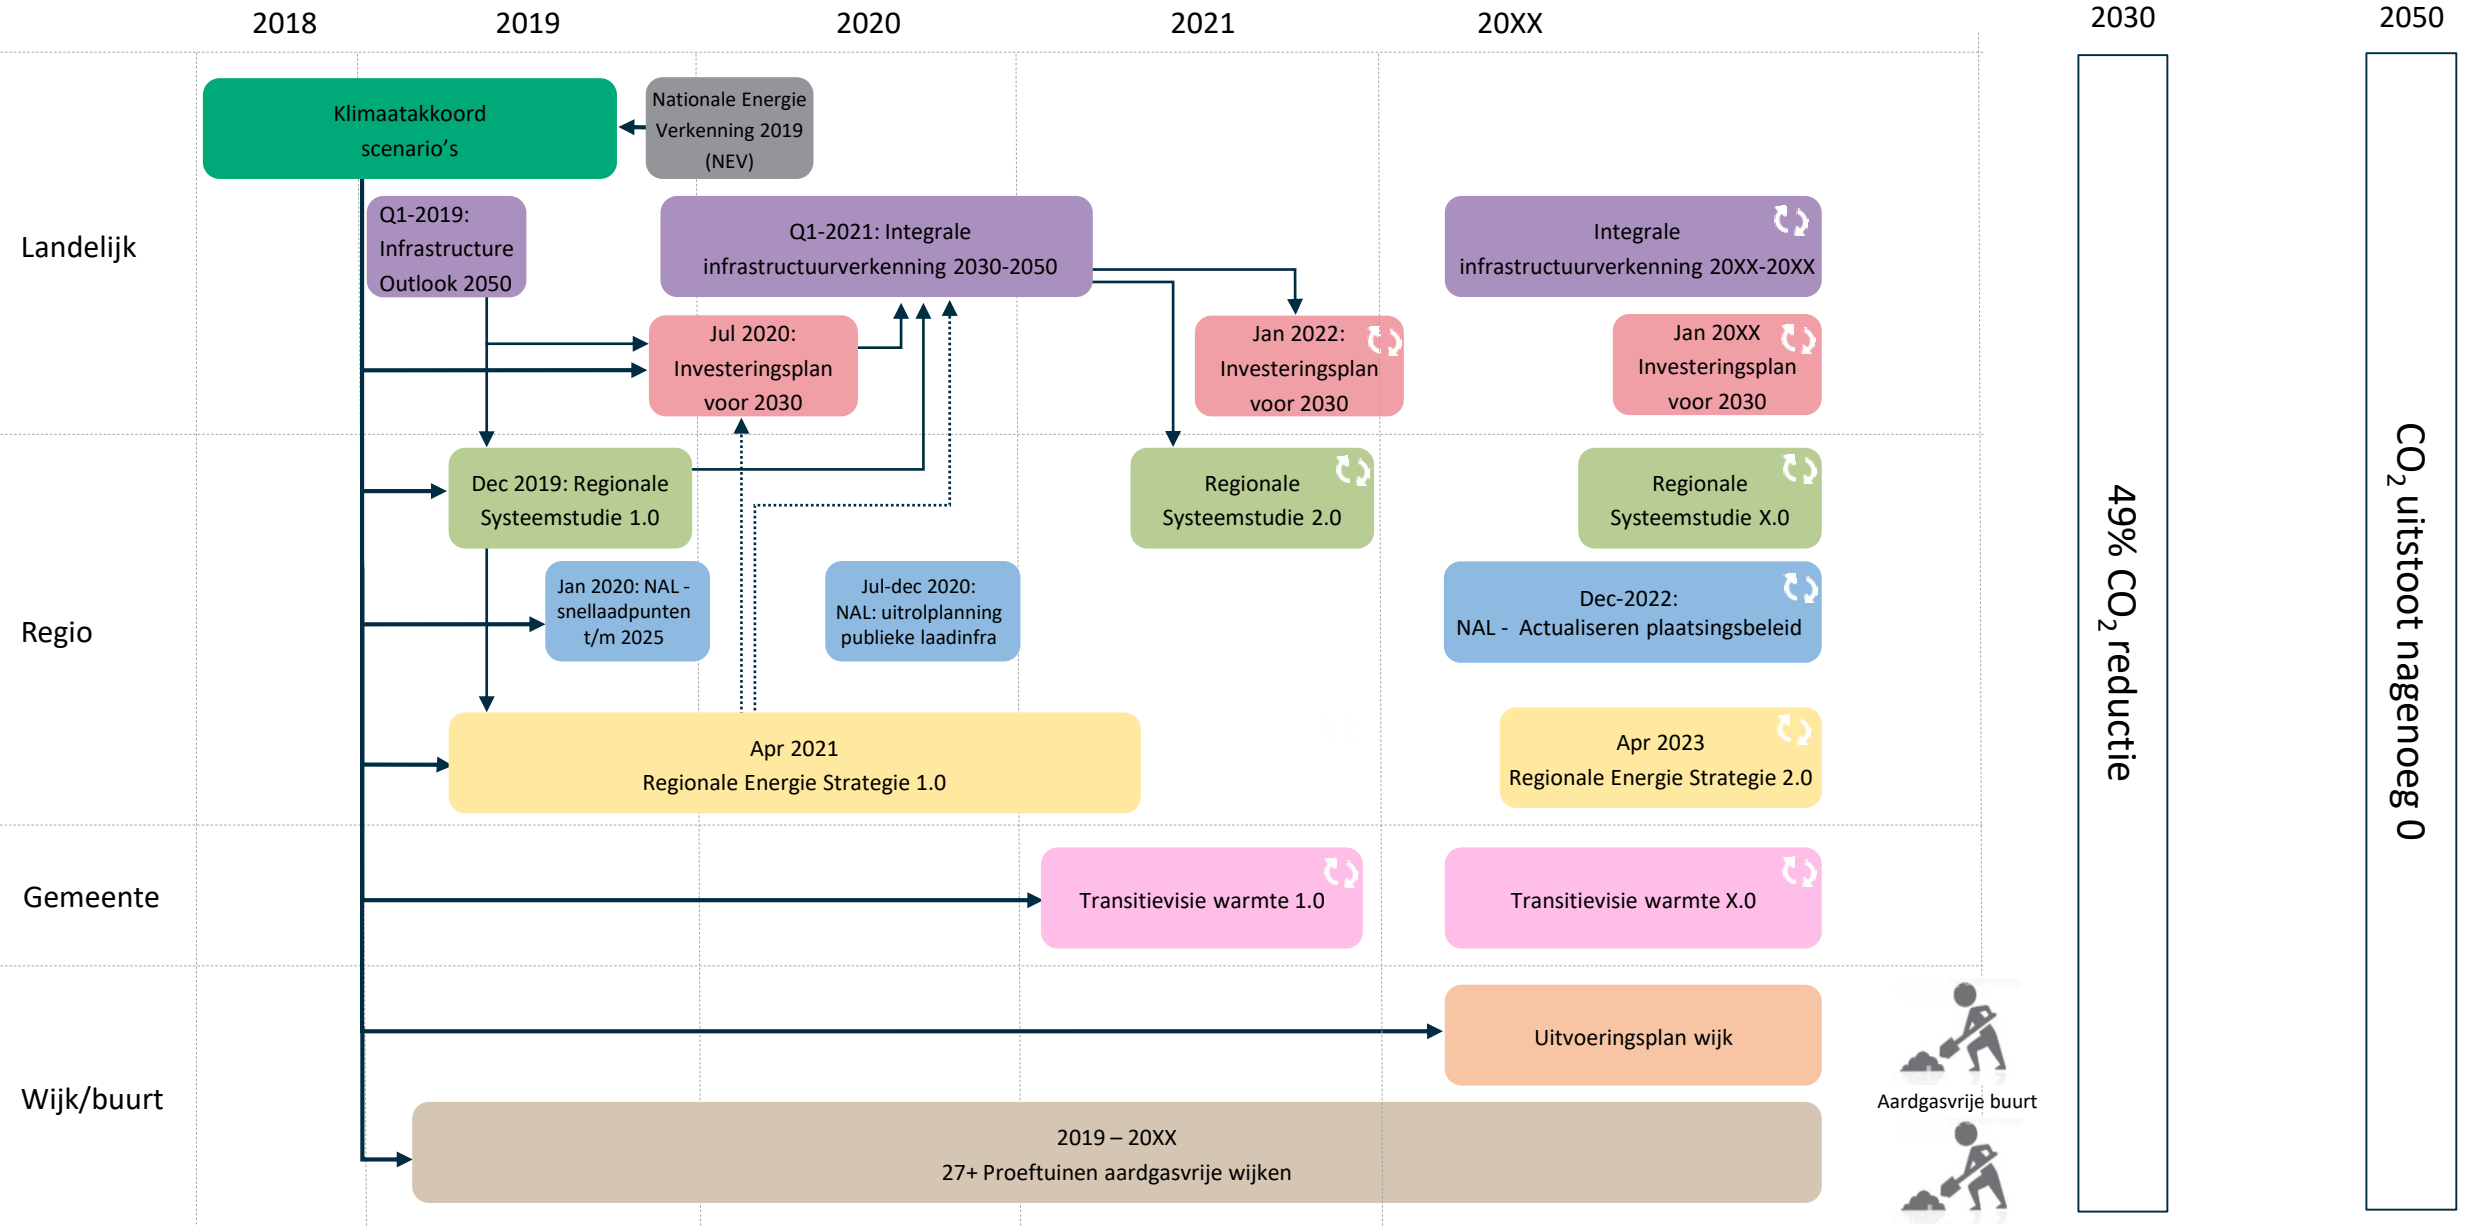 2018
2019
2020
2021
20XX
2030
2050
Landelijk
Klimaatakkoord
scenario's
Nationale Energie
Verkenning 2019
(NEV)
Q1-2019:
Infrastructure
Outlook 2050
Q1-2021: Integrale
infrastructuurverkenning 2030-2050
Integrale
infrastructuurverkenning 20XX-20XX
Jul 2020:
Investeringsplan
voor 2030
Jan 2022:
Investeringsplan
voor 2030
Jan 20XX
Investeringsplan
voor 2030
Regio
Dec 2019: Regionale
Systeemstudie 1.0
Regionale
Systeemstudie 2.0
Regionale
Systeemstudie X.0
Jan 2020: NAL -
snellaadpunten
t/m 2025
Jul-dec 2020:
NAL: uitrolplanning
publieke laadinfra
Dec-2022:
NAL - Actualiseren plaatsingsbeleid
Apr 2021
Regionale Energie Strategie 1.0
Apr 2023
Regionale Energie Strategie 2.0
Gemeente
Transitievisie warmte 1.0
Transitievisie warmte X.0
Wijk/buurt
Uitvoeringsplan wijk
Aardgasvrije buurt
2019 – 20XX
27+ Proeftuinen aardgasvrije wijken
49% CO₂ reductie
CO₂ uitstoot nagenoeg 0